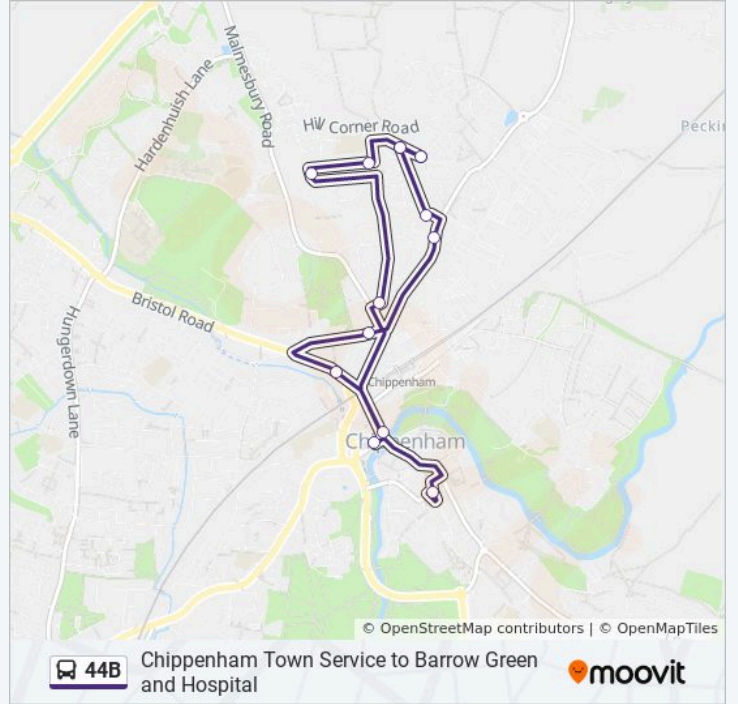 Malmesbury Road
Hardenhuish Lane
Hill Corner Road
Peckin
Bristol Road
Hungerdown Lane
Chippenham
Chippenham
© OpenStreetMap contributors | © OpenMapTiles
44B
Chippenham Town Service to Barrow Green
and Hospital
moovit